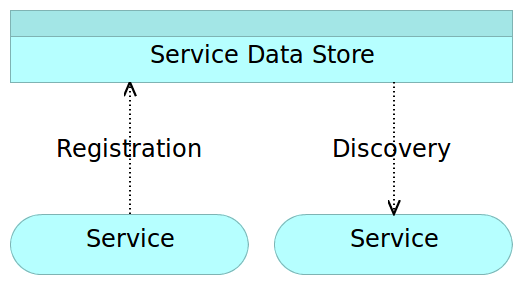 Service Data Store
Registration
Discovery
Service
Service